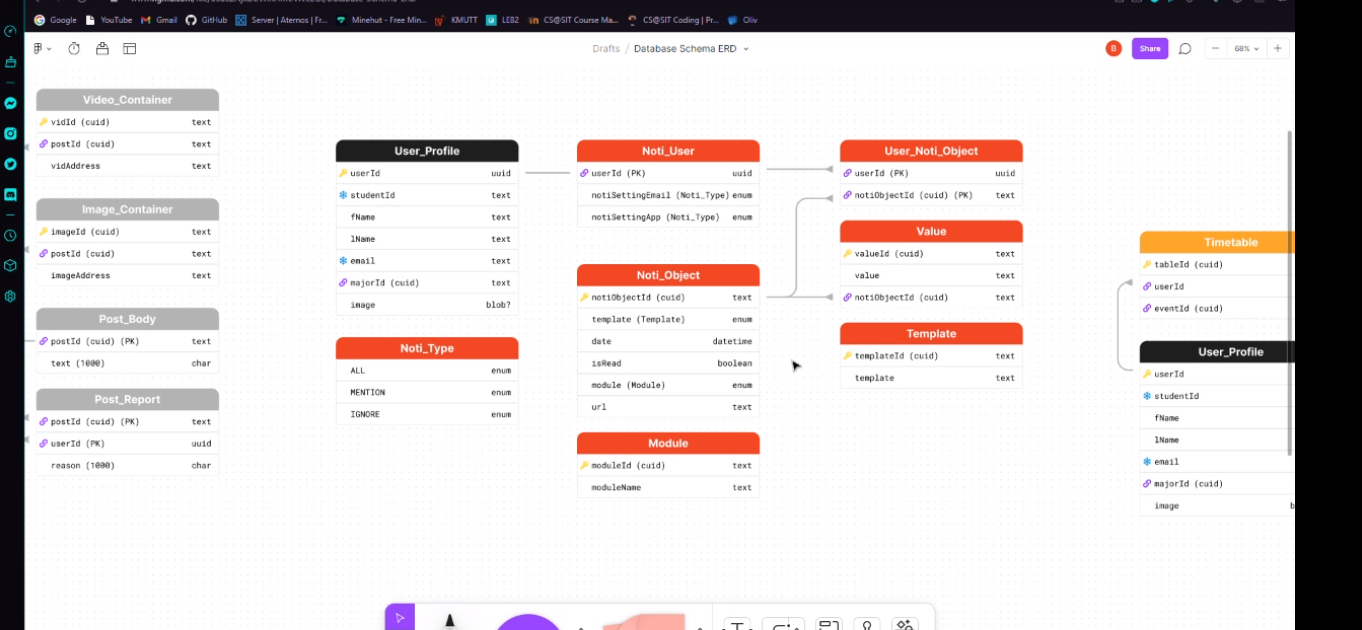 Google YouTube Gmail GitHub Server | Aternos | Fr... Minehut - Free Min... KMUTT LEB2 CS@SIT Course Ma... CS@SIT Coding | Pr... Oliv
Drafts / Database Schema ERD
B Share 68%
Video_Container
vidId (cuid) text
postId (cuid) text
vidAddress text
Image_Container
imageId (cuid) text
postId (cuid) text
imageAddress text
Post_Body
postId (cuid) (PK) text
text (1000) char
Post_Report
postId (cuid) (PK) text
userId (PK) uuid
reason (1000) char
User_Profile
userId uuid
studentId text
fName text
lName text
email text
majorId (cuid) text
image blob?
Noti_Type
ALL enum
MENTION enum
IGNORE enum
Noti_User
userId (PK) uuid
notiSettingEmail (Noti_Type) enum
notiSettingApp (Noti_Type) enum
Noti_Object
notiObjectId (cuid) text
template (Template) enum
date datetime
isRead boolean
module (Module) enum
url text
Module
moduleId (cuid) text
moduleName text
User_Noti_Object
userId (PK) uuid
notiObjectId (cuid) (PK) text
Value
valueId (cuid) text
value text
notiObjectId (cuid) text
Template
templateId (cuid) text
template text
Timetable
tableId (cuid)
userId
eventId (cuid)
User_Profile
userId
studentId
fName
lName
email
majorId (cuid)
image b